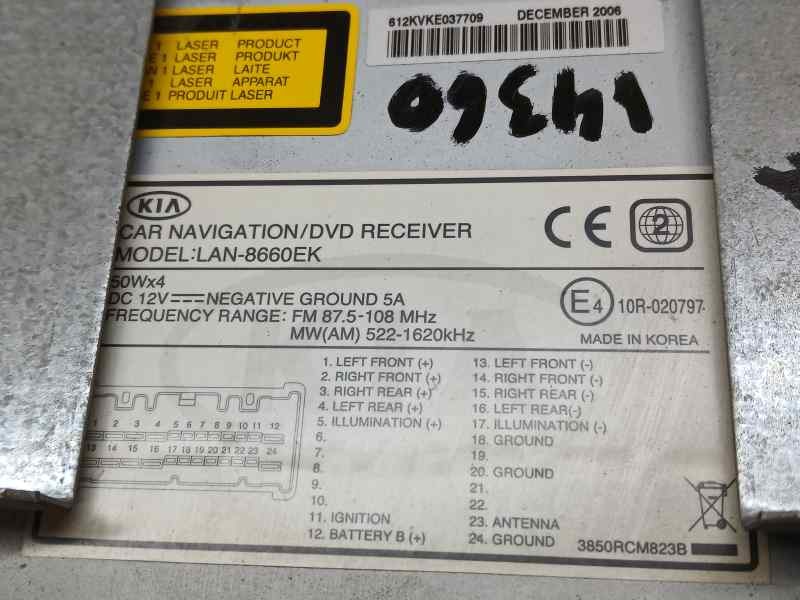 1 LASER PRODUCT
E 1 LASER PRODUKT
N 1 LASER LAITE
1 LASER APPARAT
E 1 PRODUIT LASER
612KVKE037709 DECEMBER 2006
14360
KIA
CAR NAVIGATION/DVD RECEIVER
MODEL:LAN-8660EK
CE 2
50Wx4
DC 12V NEGATIVE GROUND 5A
FREQUENCY RANGE: FM 87.5-108 MHz
MW(AM) 522-1620kHz
E4 10R-020797
MADE IN KOREA
1 2 3 4 5 6 7 8 9 10 11 12
13 14 15 16 17 18 19 20 21 22 23 24
1. LEFT FRONT (+)
2. RIGHT FRONT (+)
3. RIGHT REAR (+)
4. LEFT REAR (+)
5. ILLUMINATION (+)
6.
7.
8.
9.
10.
11. IGNITION
12. BATTERY B (+)
13. LEFT FRONT (-)
14. RIGHT FRONT (-)
15. RIGHT REAR (-)
16. LEFT REAR(-)
17. ILLUMINATION (-)
18. GROUND
19.
20. GROUND
21.
22.
23. ANTENNA
24. GROUND
3850RCM823B